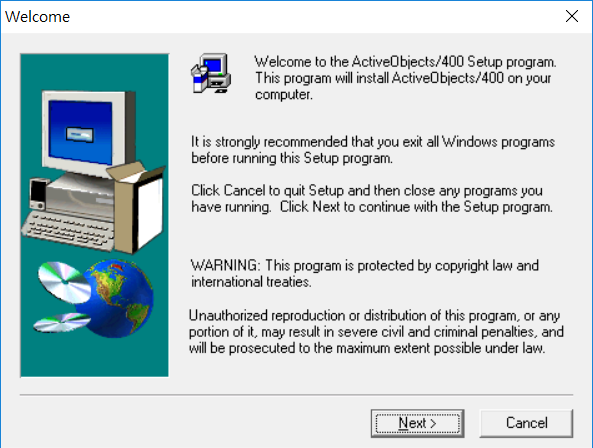 Welcome
Welcome to the ActiveObjects/400 Setup program.
This program will install ActiveObjects/400 on your
computer.
It is strongly recommended that you exit all Windows programs
before running this Setup program.
Click Cancel to quit Setup and then close any programs you
have running. Click Next to continue with the Setup program.
WARNING: This program is protected by copyright law and
international treaties.
Unauthorized reproduction or distribution of this program, or any
portion of it, may result in severe civil and criminal penalties, and
will be prosecuted to the maximum extent possible under law.
Next >
Cancel